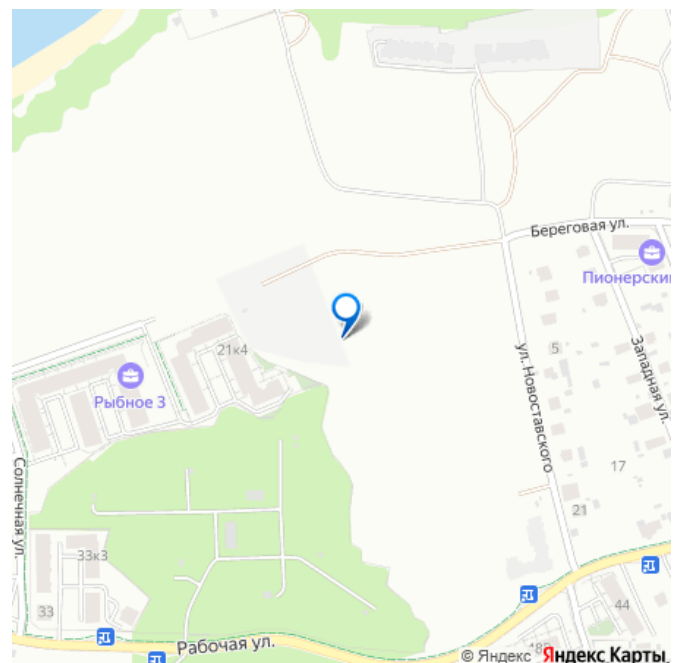 Береговая ул.
Пионерский
Западная ул.
5
ул. Новоставского
21к4
Рыбное 3
17
21
Солнечная ул.
33к3
33
44
Рабочая ул.
© Яндекс Яндекс Карты